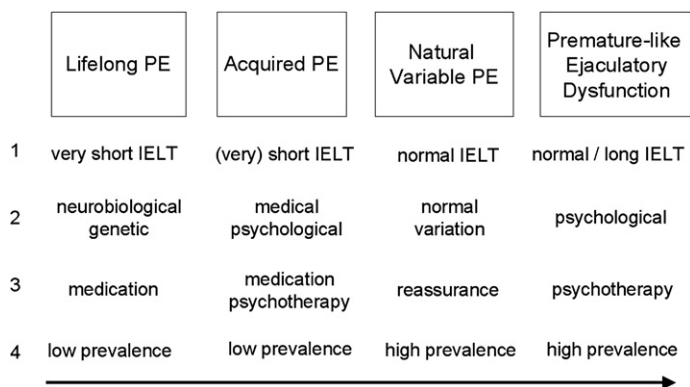 Lifelong PE
Acquired PE
Natural
Variable PE
Premature-like
Ejaculatory
Dysfunction
1 very short IELT (very) short IELT normal IELT normal / long IELT
2 neurobiological medical normal psychological
genetic psychological variation
3 medication medication reassurance psychotherapy
psychotherapy
4 low prevalence low prevalence high prevalence high prevalence